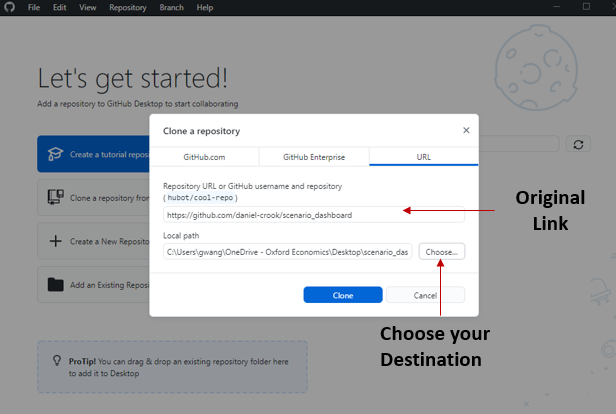 File Edit View Repository Branch Help
Let's get started!
Add a repository to GitHub Desktop to start collaborating
Create a tutorial reposi
Clone a repository from
Create a New Reposito
Add an Existing Reposi
Clone a repository
GitHub.com GitHub Enterprise URL
Repository URL or GitHub username and repository
(hubot/cool-repo)
https://github.com/daniel-crook/scenario_dashboard
Local path
C:\Users\gwang\OneDrive - Oxford Economics\Desktop\scenario_das
Choose...
Clone
Cancel
Original
Link
Choose your
Destination
ProTip! You can drag & drop an existing repository folder here
to add it to Desktop